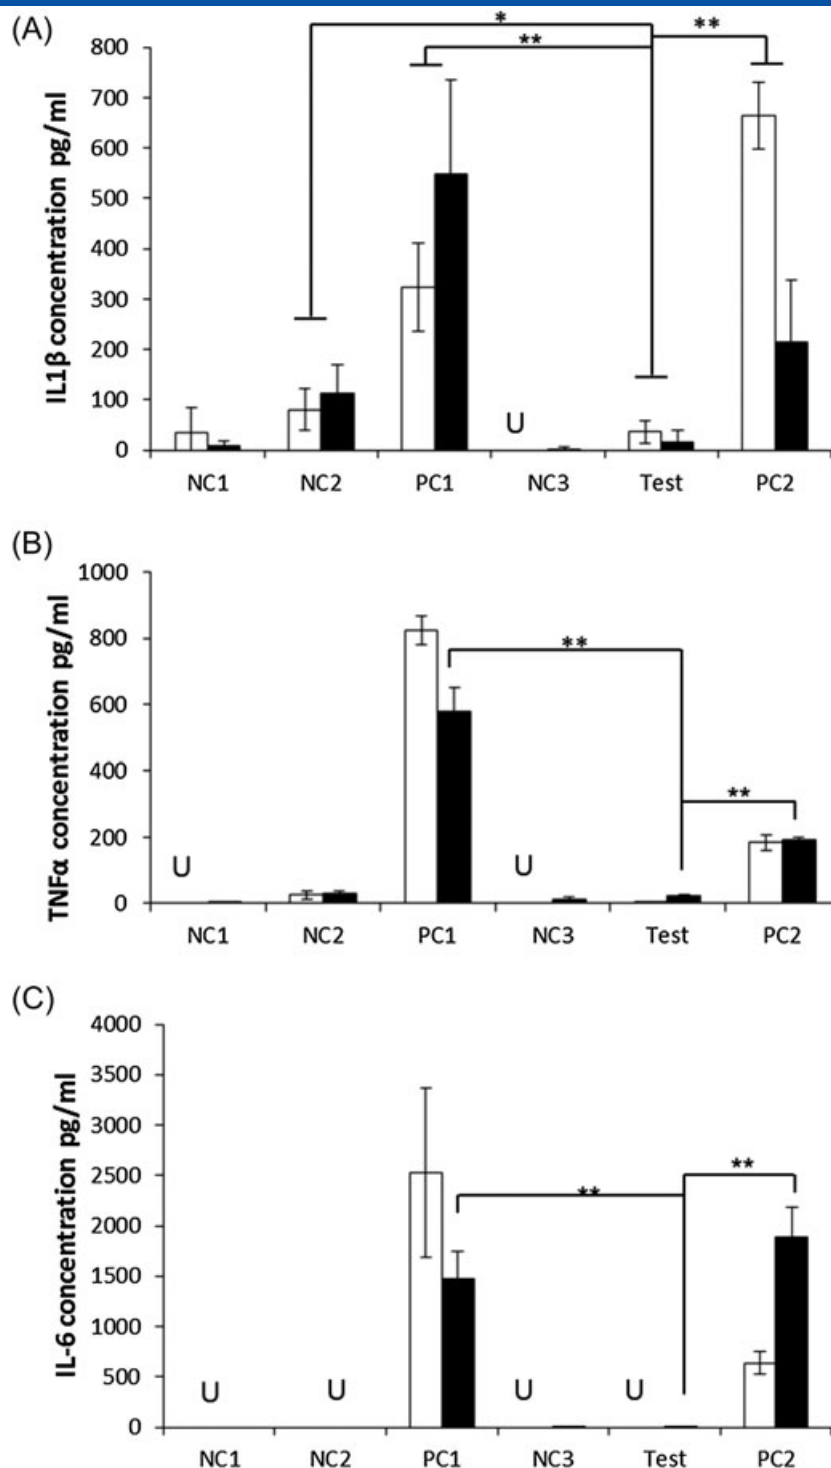 (A)
*
**
**
IL1β concentration pg/ml
800
700
600
500
400
300
200
100
0
U
NC1 NC2 PC1 NC3 Test PC2
(B)
TNFα concentration pg/ml
1000
800
600
400
200
0
**
**
U
U
NC1 NC2 PC1 NC3 Test PC2
(C)
IL-6 concentration pg/ml
4000
3500
3000
2500
2000
1500
1000
500
0
**
**
U U U U
NC1 NC2 PC1 NC3 Test PC2